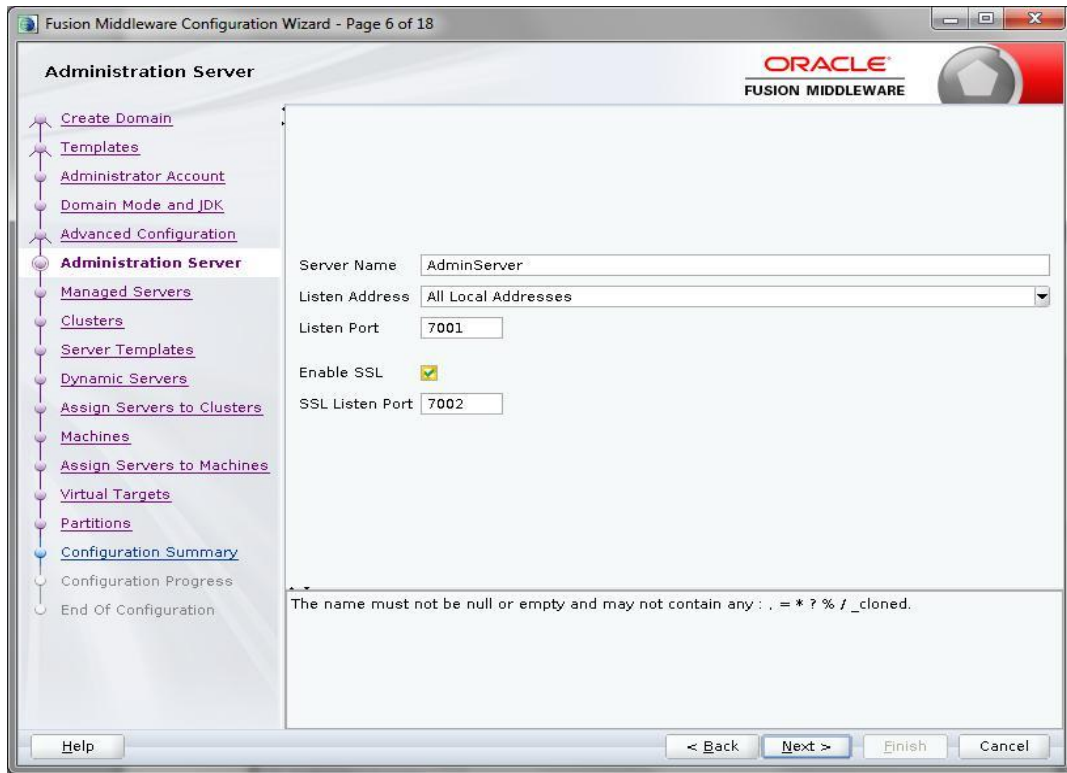 Fusion Middleware Configuration Wizard - Page 6 of 18
Administration Server
ORACLE
FUSION MIDDLEWARE
Create Domain
Templates
Administrator Account
Domain Mode and JDK
Advanced Configuration
Administration Server
Managed Servers
Clusters
Server Templates
Dynamic Servers
Assign Servers to Clusters
Machines
Assign Servers to Machines
Virtual Targets
Partitions
Configuration Summary
Configuration Progress
End Of Configuration
Server Name AdminServer
Listen Address All Local Addresses
Listen Port 7001
Enable SSL
SSL Listen Port 7002
The name must not be null or empty and may not contain any : , = * ? % / _cloned.
Help
< Back
Next >
Finish
Cancel